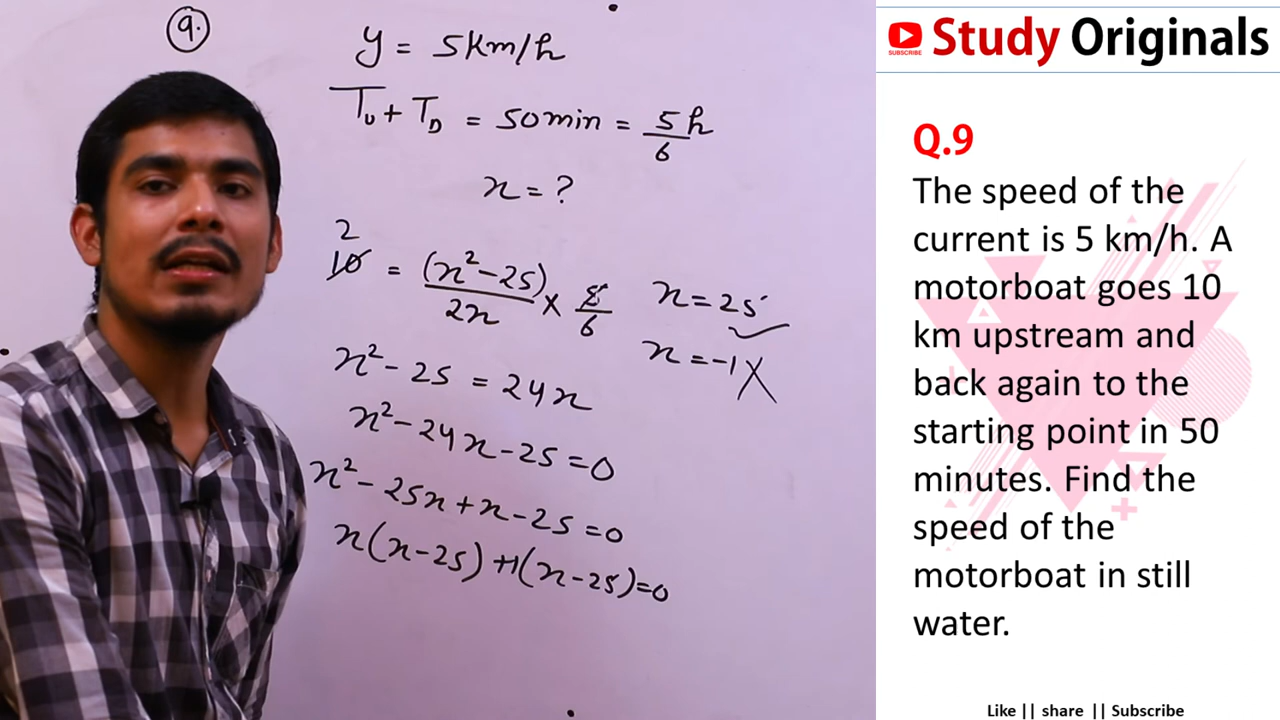 9.
y = 5km/h
T_U + T_D = 50min = 5/6 h
x = ?
2
10 = (x² - 25)/2x × 5/6
x² - 25 = 24x
x² - 24x - 25 = 0
x² - 25x + x - 25 = 0
x(x - 25) + 1(x - 25) = 0
x = 25 ✓
x = -1 X
SUBSCRIBE
Study Originals
Q.9
The speed of the
current is 5 km/h. A
motorboat goes 10
km upstream and
back again to the
starting point in 50
minutes. Find the
speed of the
motorboat in still
water.
Like || share || Subscribe